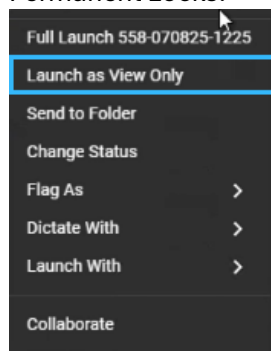 Full Launch 558-070825-1225
Launch as View Only
Send to Folder
Change Status
Flag As
Dictate With
Launch With
Collaborate